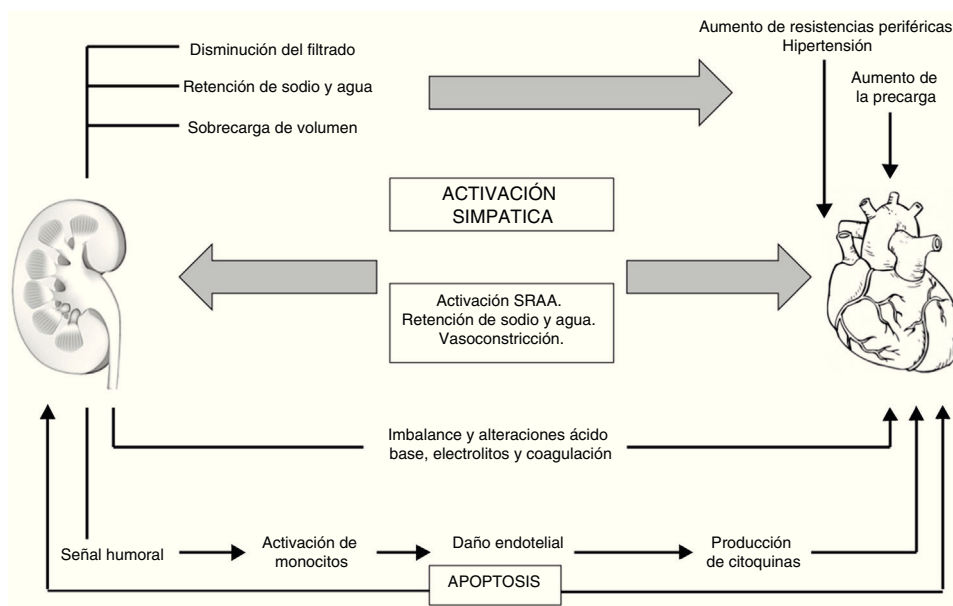 Disminución del filtrado
Retención de sodio y agua
Sobrecarga de volumen
Aumento de resistencias periféricas
Hipertensión
Aumento de
la precarga
ACTIVACIÓN
SIMPATICA
Activación SRAA.
Retención de sodio y agua.
Vasoconstricción.
Imbalance y alteraciones ácido
base, electrolitos y coagulación
Señal humoral
Activación de
monocitos
Daño endotelial
Producción
de citoquinas
APOPTOSIS